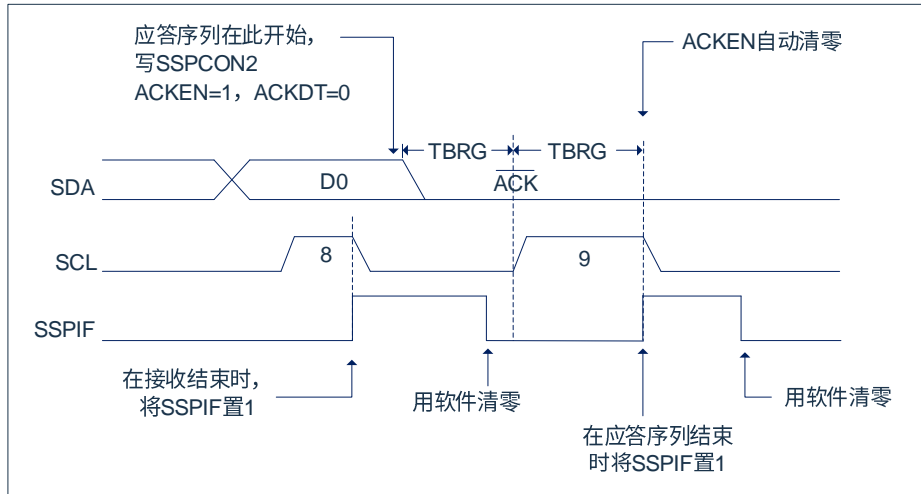 应答序列在此开始，
写SSPCON2
ACKEN=1，ACKDT=0
ACKEN自动清零
TBRG
TBRG
SDA
D0
ACK
SCL
8
9
SSPIF
在接收结束时，
将SSPIF置1
用软件清零
在应答序列结束
时将SSPIF置1
用软件清零